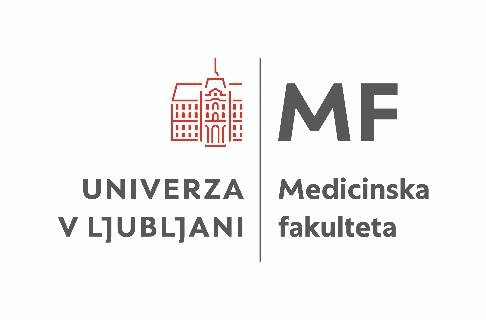 UNIVERZA
V LJUBLJANI
MF
Medicinska
fakulteta